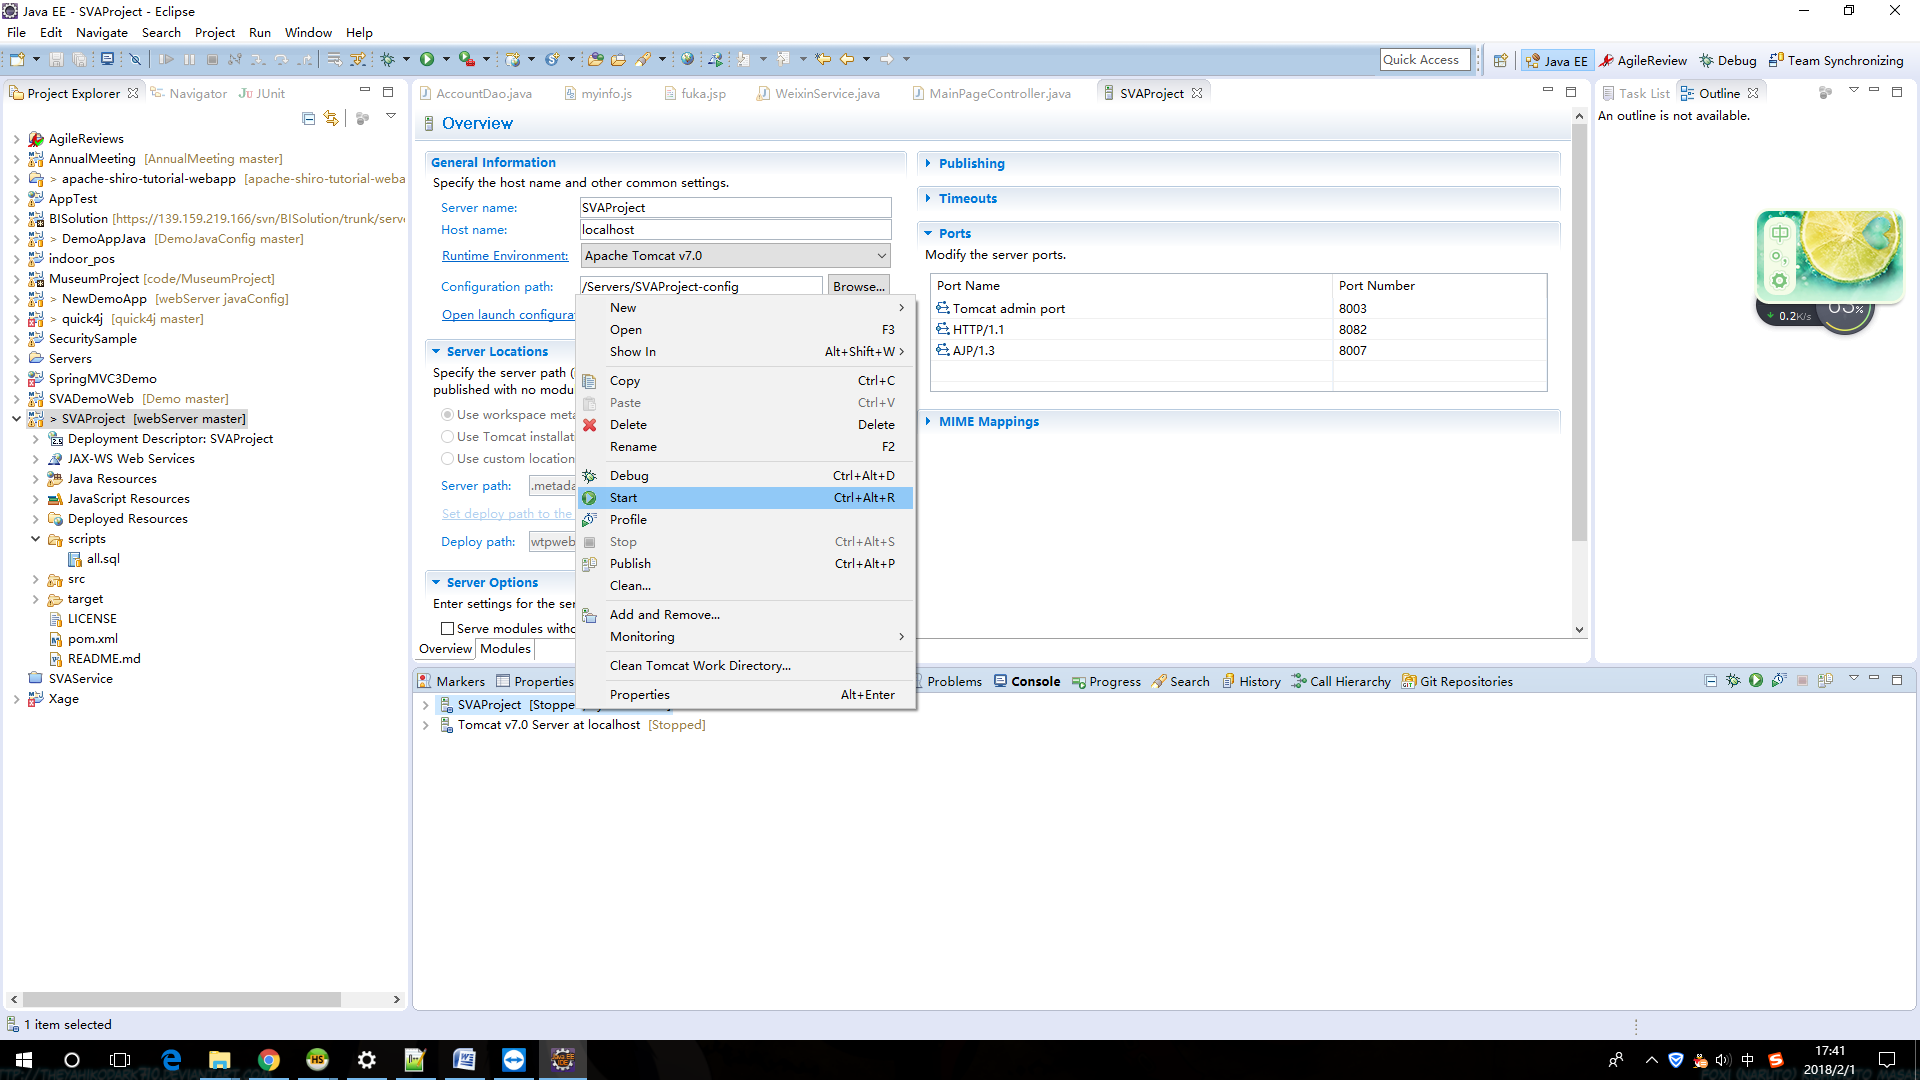 Java EE - SVAProject - Eclipse
File Edit Navigate Search Project Run Window Help
Quick Access
Java EE
AgileReview
Debug
Team Synchronizing
Project Explorer
Navigator
JUnit
AgileReviews
AnnualMeeting [AnnualMeeting master]
> apache-shiro-tutorial-webapp [apache-shiro-tutorial-weba
AppTest
BISolution [https://139.159.219.166/svn/BISolution/trunk/serve
> DemoAppJava [DemoJavaConfig master]
indoor_pos
MuseumProject [code/MuseumProject]
> NewDemoApp [webServer javaConfig]
> quick4j [quick4j master]
SecuritySample
Servers
SpringMVC3Demo
SVADemoWeb [Demo master]
> SVAProject [webServer master]
Deployment Descriptor: SVAProject
JAX-WS Web Services
Java Resources
JavaScript Resources
Deployed Resources
scripts
all.sql
src
target
LICENSE
pom.xml
README.md
SVAService
Xage
AccountDao.java
myinfo.js
fuka.jsp
WeixinService.java
MainPageController.java
SVAProject
Overview
General Information
Specify the host name and other common settings.
Server name: SVAProject
Host name: localhost
Runtime Environment: Apache Tomcat v7.0
Configuration path: /Servers/SVAProject-config Browse...
Open launch configurat
Server Locations
Specify the server path (
published with no modu
Use workspace meta
Use Tomcat installat
Use custom location
Server path: .metada
Set deploy path to the
Deploy path: wtpweb
Server Options
Enter settings for the ser
Serve modules witho
Overview Modules
New
Open F3
Show In Alt+Shift+W
Copy Ctrl+C
Paste Ctrl+V
Delete Delete
Rename F2
Debug Ctrl+Alt+D
Start Ctrl+Alt+R
Profile
Stop Ctrl+Alt+S
Publish Ctrl+Alt+P
Clean...
Add and Remove...
Monitoring
Clean Tomcat Work Directory...
Properties Alt+Enter
Publishing
Timeouts
Ports
Modify the server ports.
Port Name Port Number
Tomcat admin port 8003
HTTP/1.1 8082
AJP/1.3 8007
MIME Mappings
Task List
Outline
An outline is not available.
中
0.2K/s
Markers
Properties
Problems
Console
Progress
Search
History
Call Hierarchy
Git Repositories
SVAProject [Stoppe
Tomcat v7.0 Server at localhost [Stopped]
1 item selected
中
17:41
2018/2/1